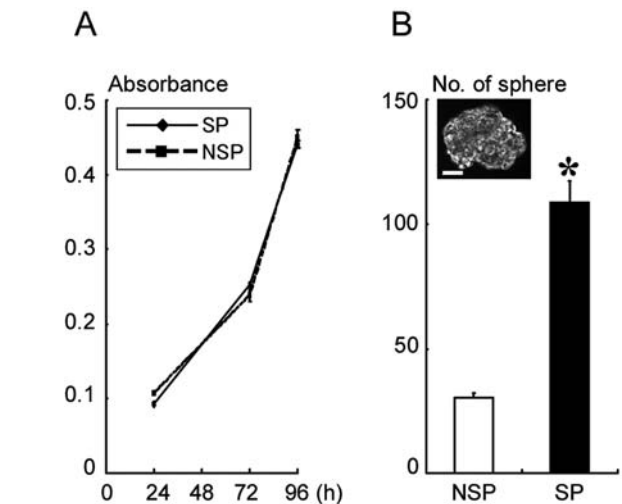 A
B
Absorbance
No. of sphere
0.5
SP
NSP
0.4
0.3
0.2
0.1
0
0 24 48 72 96 (h)
150
*
100
50
0
NSP SP